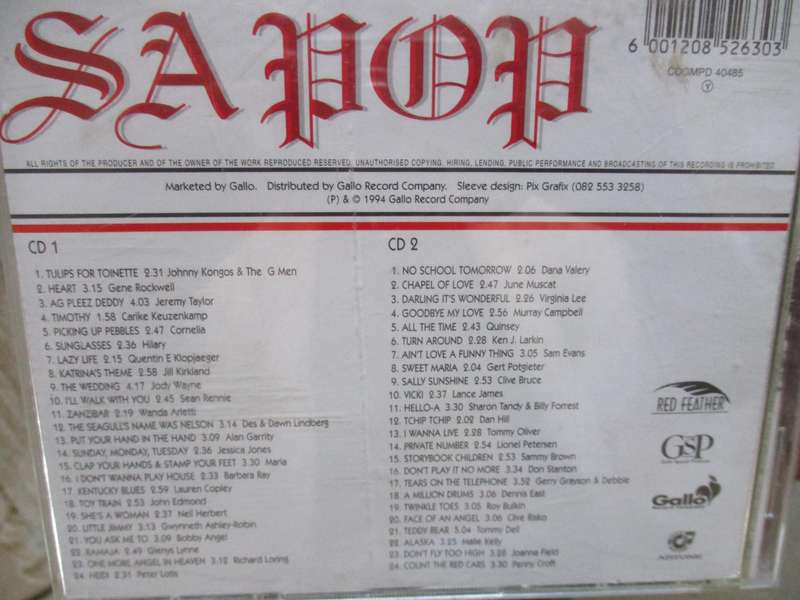 SA POP
6 001208 526303
CDGMPD 40485
Y
ALL RIGHTS OF THE PRODUCER AND OF THE OWNER OF THE WORK REPRODUCED RESERVED. UNAUTHORISED COPYING, HIRING, LENDING, PUBLIC PERFORMANCE AND BROADCASTING OF THIS RECORDING IS PROHIBITED.
Marketed by Gallo. Distributed by Gallo Record Company. Sleeve design: Pix Grafix (082 553 3258)
(P) & © 1994 Gallo Record Company
CD 1
1. TULIPS FOR TOINETTE 2.31 Johnny Kongos & The G Men
2. HEART 3.15 Gene Rockwell
3. AG PLEEZ DEDDY 4.03 Jeremy Taylor
4. TIMOTHY 1.58 Carike Keuzenkamp
5. PICKING UP PEBBLES 2.47 Cornelia
6. SUNGLASSES 2.36 Hilary
7. LAZY LIFE 2.15 Quentin E Klopjaeger
8. KATRINA'S THEME 2.58 Jill Kirkland
9. THE WEDDING 4.17 Jody Wayne
10. I'LL WALK WITH YOU 2.45 Sean Rennie
11. ZANZIBAR 2.19 Wanda Arletti
12. THE SEAGULL'S NAME WAS NELSON 3.14 Des & Dawn Lindberg
13. PUT YOUR HAND IN THE HAND 3.09 Alan Garrity
14. SUNDAY, MONDAY, TUESDAY 2.36 Jessica Jones
15. CLAP YOUR HANDS & STAMP YOUR FEET 3.30 Maria
16. I DON'T WANNA PLAY HOUSE 2.33 Barbara Ray
17. KENTUCKY BLUES 2.59 Lauren Copley
18. TOY TRAIN 2.53 John Edmond
19. SHE'S A WOMAN 2.37 Neil Herbert
20. LITTLE JIMMY 3.13 Gwynneth Ashley-Robin
21. YOU ASK ME TO 3.09 Bobby Angel
22. RAMAJA 2.49 Glenys Lynne
23. ONE MORE ANGEL IN HEAVEN 3.12 Richard Loring
24. HEIDI 2.31 Peter Lotis
CD 2
1. NO SCHOOL TOMORROW 2.06 Dana Valery
2. CHAPEL OF LOVE 2.47 June Muscat
3. DARLING IT'S WONDERFUL 2.26 Virginia Lee
4. GOODBYE MY LOVE 2.56 Murray Campbell
5. ALL THE TIME 2.43 Quinsey
6. TURN AROUND 2.28 Ken J. Larkin
7. AIN'T LOVE A FUNNY THING 3.05 Sam Evans
8. SWEET MARIA 2.04 Gert Potgieter
9. SALLY SUNSHINE 2.53 Clive Bruce
10. VICKI 2.37 Lance James
11. HELLO-A 3.30 Sharon Tandy & Billy Forrest
12. TCHIP TCHIP 2.02 Dan Hill
13. I WANNA LIVE 2.28 Tommy Oliver
14. PRIVATE NUMBER 2.54 Lionel Petersen
15. STORYBOOK CHILDREN 2.53 Sammy Brown
16. DON'T PLAY IT NO MORE 3.34 Don Stanton
17. TEARS ON THE TELEPHONE 3.52 Gerry Grayson & Debbie
18. A MILLION DRUMS 3.06 Dennis East
19. TWINKLE TOES 3.05 Roy Bulkin
20. FACE OF AN ANGEL 3.06 Clive Risko
21. TEDDY BEAR 5.04 Tommy Dell
22. ALASKA 3.25 Malie Kelly
23. DON'T FLY TOO HIGH 3.28 Joanna Field
24. COUNT THE RED CARS 3.30 Penny Croft
RED FEATHER
GSP
Gallo